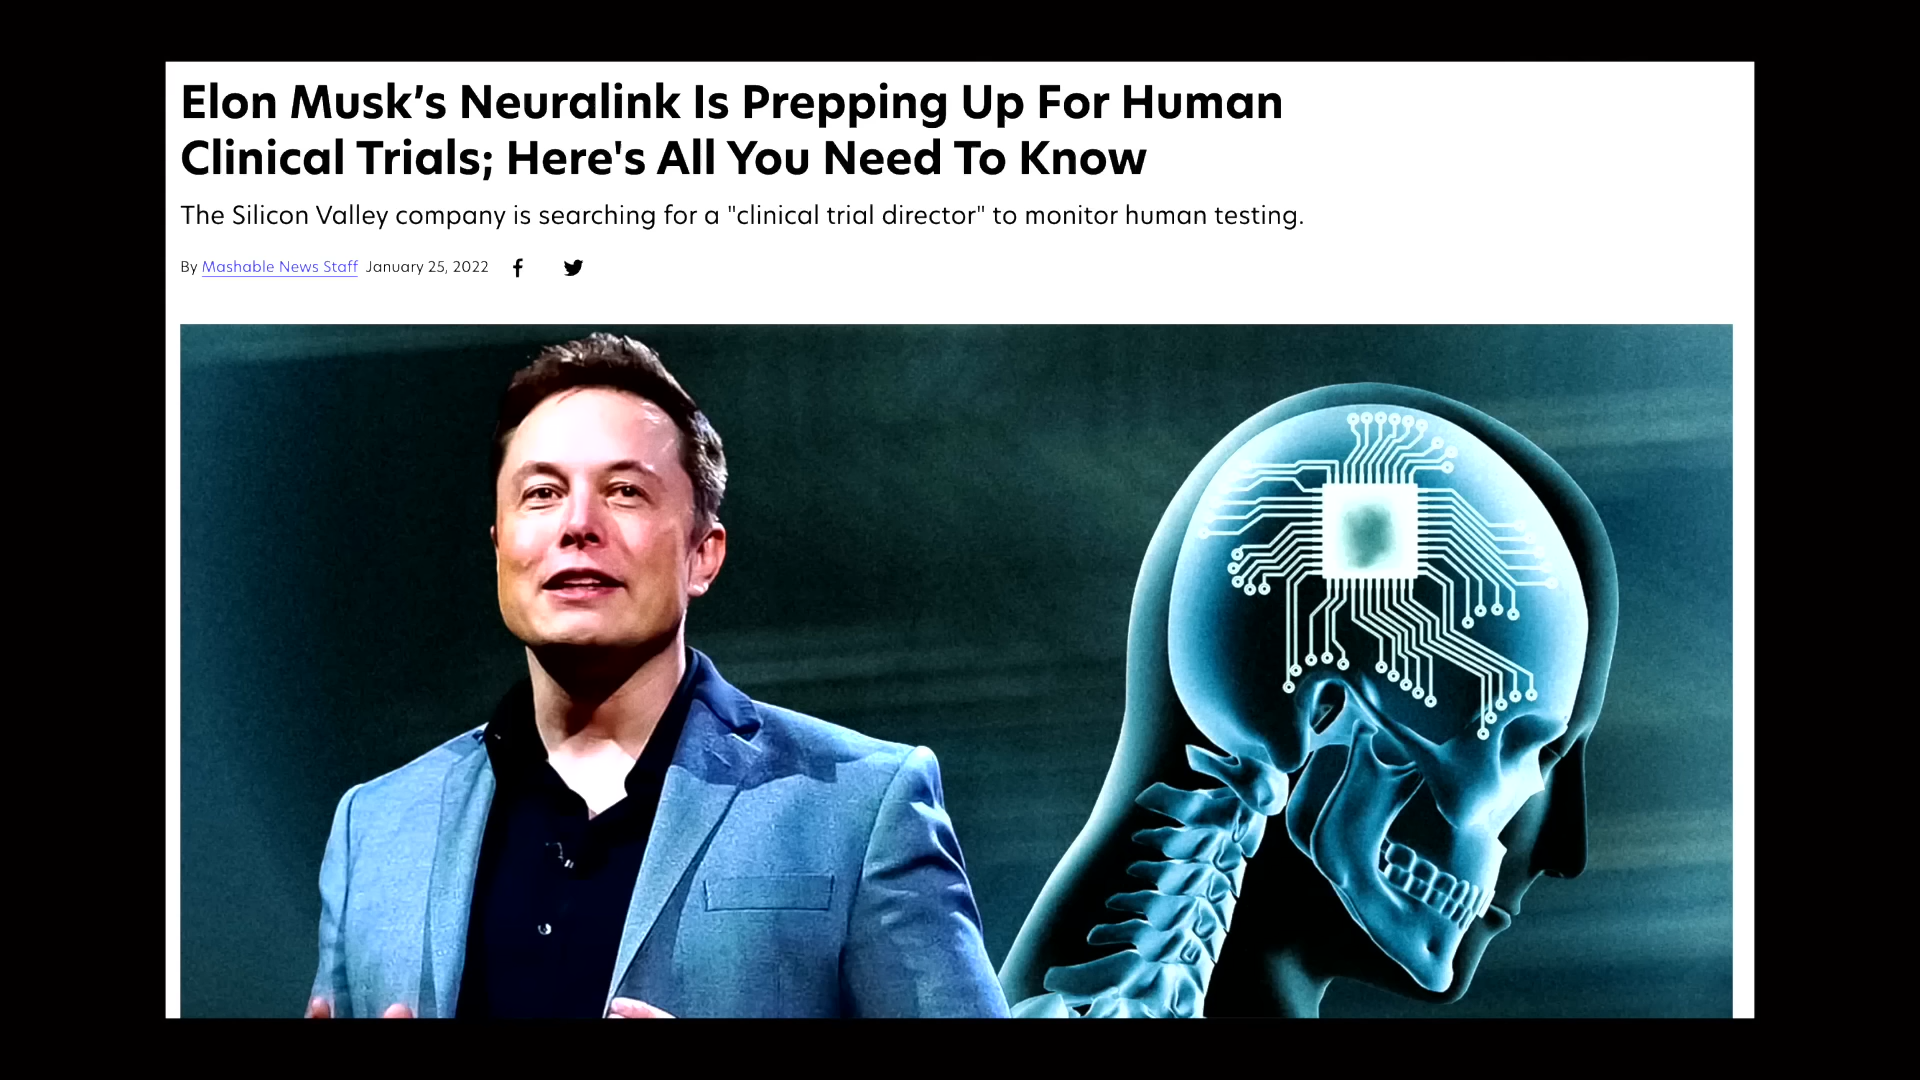 Elon Musk’s Neuralink Is Prepping Up For Human
Clinical Trials; Here's All You Need To Know
The Silicon Valley company is searching for a "clinical trial director" to monitor human testing.
By Mashable News Staff January 25, 2022